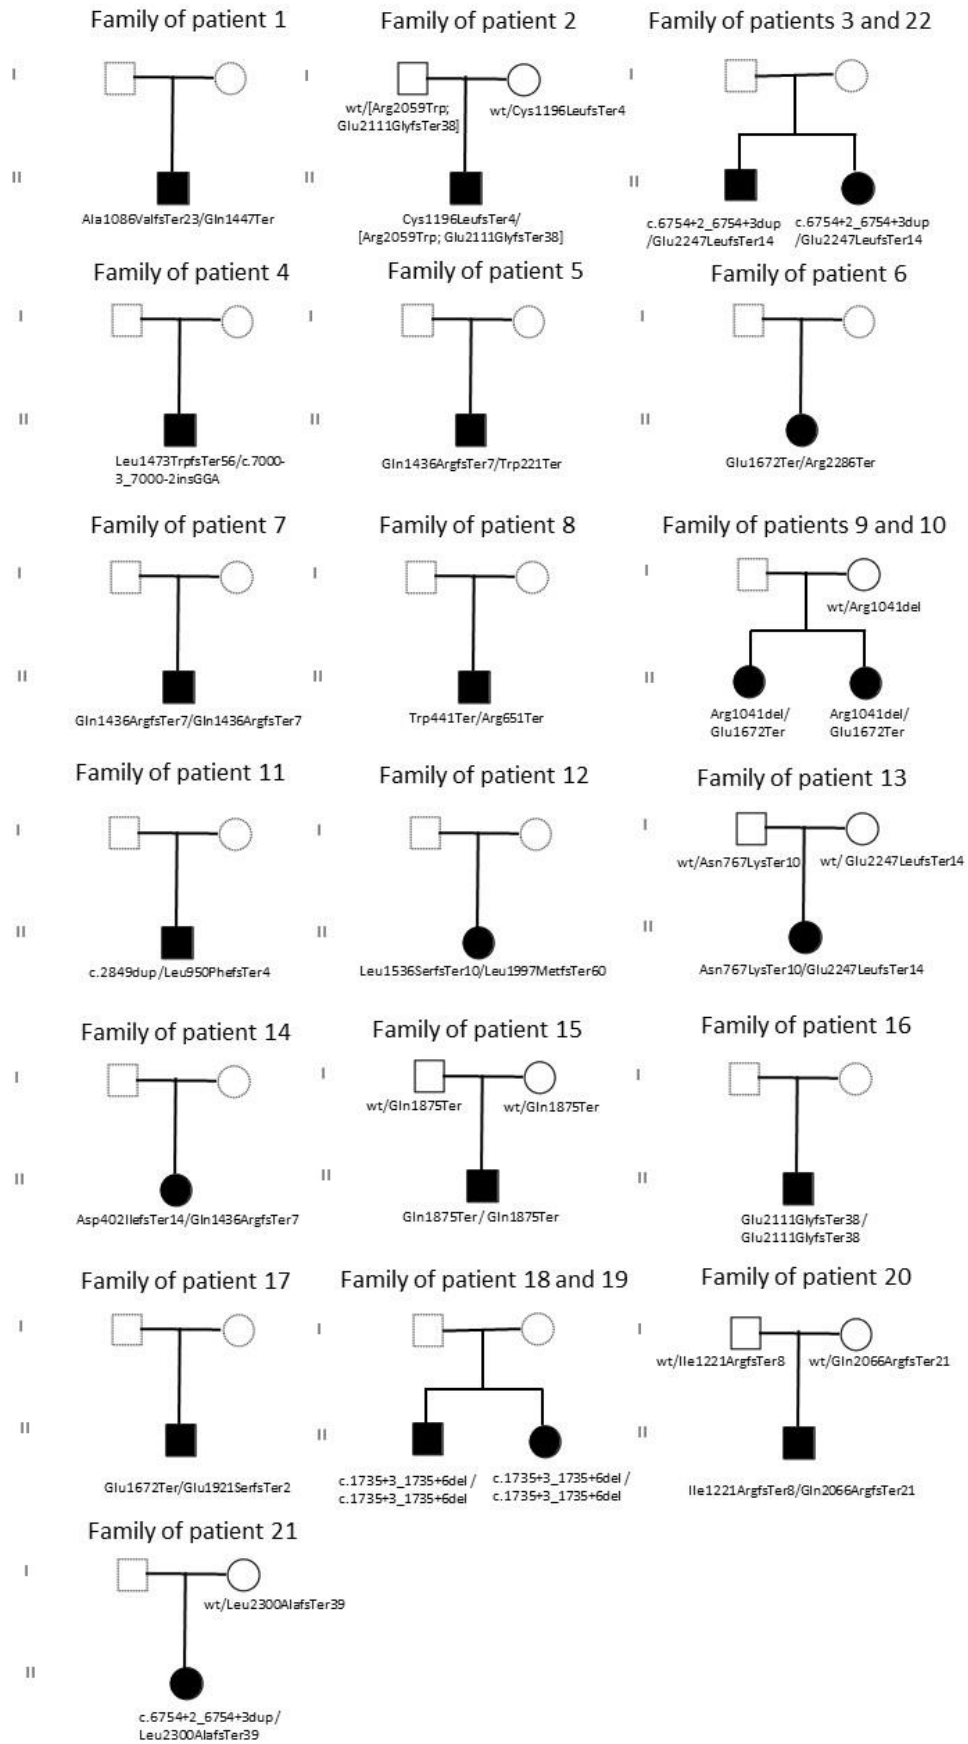 Family of patient 1
I
II
Ala1086ValfsTer23/Gln1447Ter
Family of patient 2
I
wt/[Arg2059Trp;
Glu2111GlyfsTer38]
wt/Cys1196LeufsTer4
II
Cys1196LeufsTer4/
[Arg2059Trp; Glu2111GlyfsTer38]
Family of patients 3 and 22
I
II
c.6754+2_6754+3dup
/Glu2247LeufsTer14
c.6754+2_6754+3dup
/Glu2247LeufsTer14
Family of patient 4
I
II
Leu1473TrpfsTer56/c.7000-
3_7000-2insGGA
Family of patient 5
I
II
Gln1436ArgfsTer7/Trp221Ter
Family of patient 6
I
II
Glu1672Ter/Arg2286Ter
Family of patient 7
I
II
Gln1436ArgfsTer7/Gln1436ArgfsTer7
Family of patient 8
I
II
Trp441Ter/Arg651Ter
Family of patients 9 and 10
I
wt/Arg1041del
II
Arg1041del/
Glu1672Ter
Arg1041del/
Glu1672Ter
Family of patient 11
I
II
c.2849dup/Leu950PhefsTer4
Family of patient 12
I
II
Leu1536SerfsTer10/Leu1997MetfsTer60
Family of patient 13
I
wt/Asn767LysTer10
wt/ Glu2247LeufsTer14
II
Asn767LysTer10/Glu2247LeufsTer14
Family of patient 14
I
II
Asp402IlefsTer14/Gln1436ArgfsTer7
Family of patient 15
I
wt/Gln1875Ter
wt/Gln1875Ter
II
Gln1875Ter/ Gln1875Ter
Family of patient 16
I
II
Glu2111GlyfsTer38/
Glu2111GlyfsTer38
Family of patient 17
I
II
Glu1672Ter/Glu1921SerfsTer2
Family of patient 18 and 19
I
II
c.1735+3_1735+6del /
c.1735+3_1735+6del
c.1735+3_1735+6del /
c.1735+3_1735+6del
Family of patient 20
I
wt/Ile1221ArgfsTer8
wt/Gln2066ArgfsTer21
II
Ile1221ArgfsTer8/Gln2066ArgfsTer21
Family of patient 21
I
wt/Leu2300AlafsTer39
II
c.6754+2_6754+3dup/
Leu2300AlafsTer39